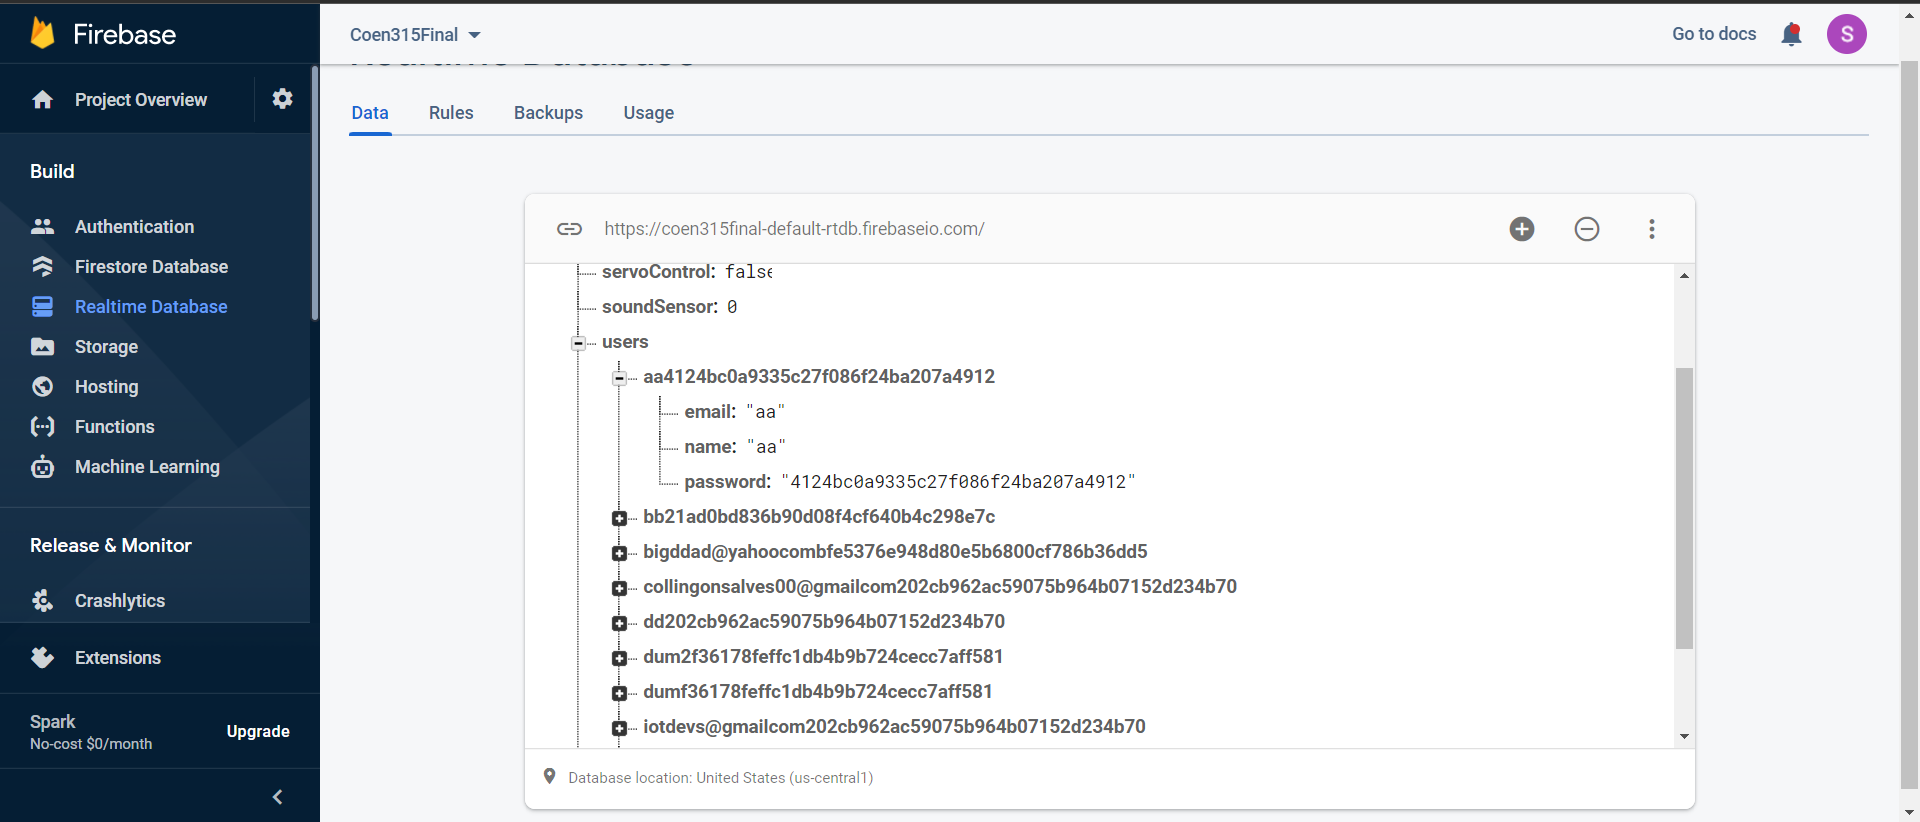 Firebase
Project Overview
Build
Authentication
Firestore Database
Realtime Database
Storage
Hosting
Functions
Machine Learning
Release & Monitor
Crashlytics
Extensions
Spark
No-cost $0/month
Upgrade
Coen315Final
Go to docs
S
Realtime Database
Data Rules Backups Usage
https://coen315final-default-rtdb.firebaseio.com/
servoControl: false
soundSensor: 0
users
aa4124bc0a9335c27f086f24ba207a4912
email: "aa"
name: "aa"
password: "4124bc0a9335c27f086f24ba207a4912"
bb21ad0bd836b90d08f4cf640b4c298e7c
bigddad@yahoocombfe5376e948d80e5b6800cf786b36dd5
collingonsalves00@gmailcom202cb962ac59075b964b07152d234b70
dd202cb962ac59075b964b07152d234b70
dum2f36178feffc1db4b9b724cecc7aff581
dumf36178feffc1db4b9b724cecc7aff581
iotdevs@gmailcom202cb962ac59075b964b07152d234b70
Database location: United States (us-central1)